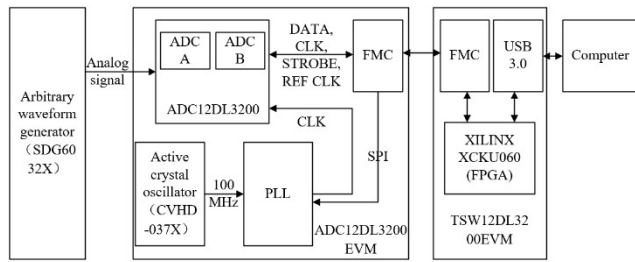 Arbitrary
waveform
generator
（SDG60
32X）
Analog
signal
ADC
A
ADC
B
ADC12DL3200
DATA,
CLK,
STROBE,
REF CLK
FMC
CLK
SPI
Active
crystal
oscillator
(CVHD
-037X）
100
MHz
PLL
ADC12DL3200
EVM
FMC
USB
3.0
XILINX
XCKU060
(FPGA)
TSW12DL32
00EVM
Computer